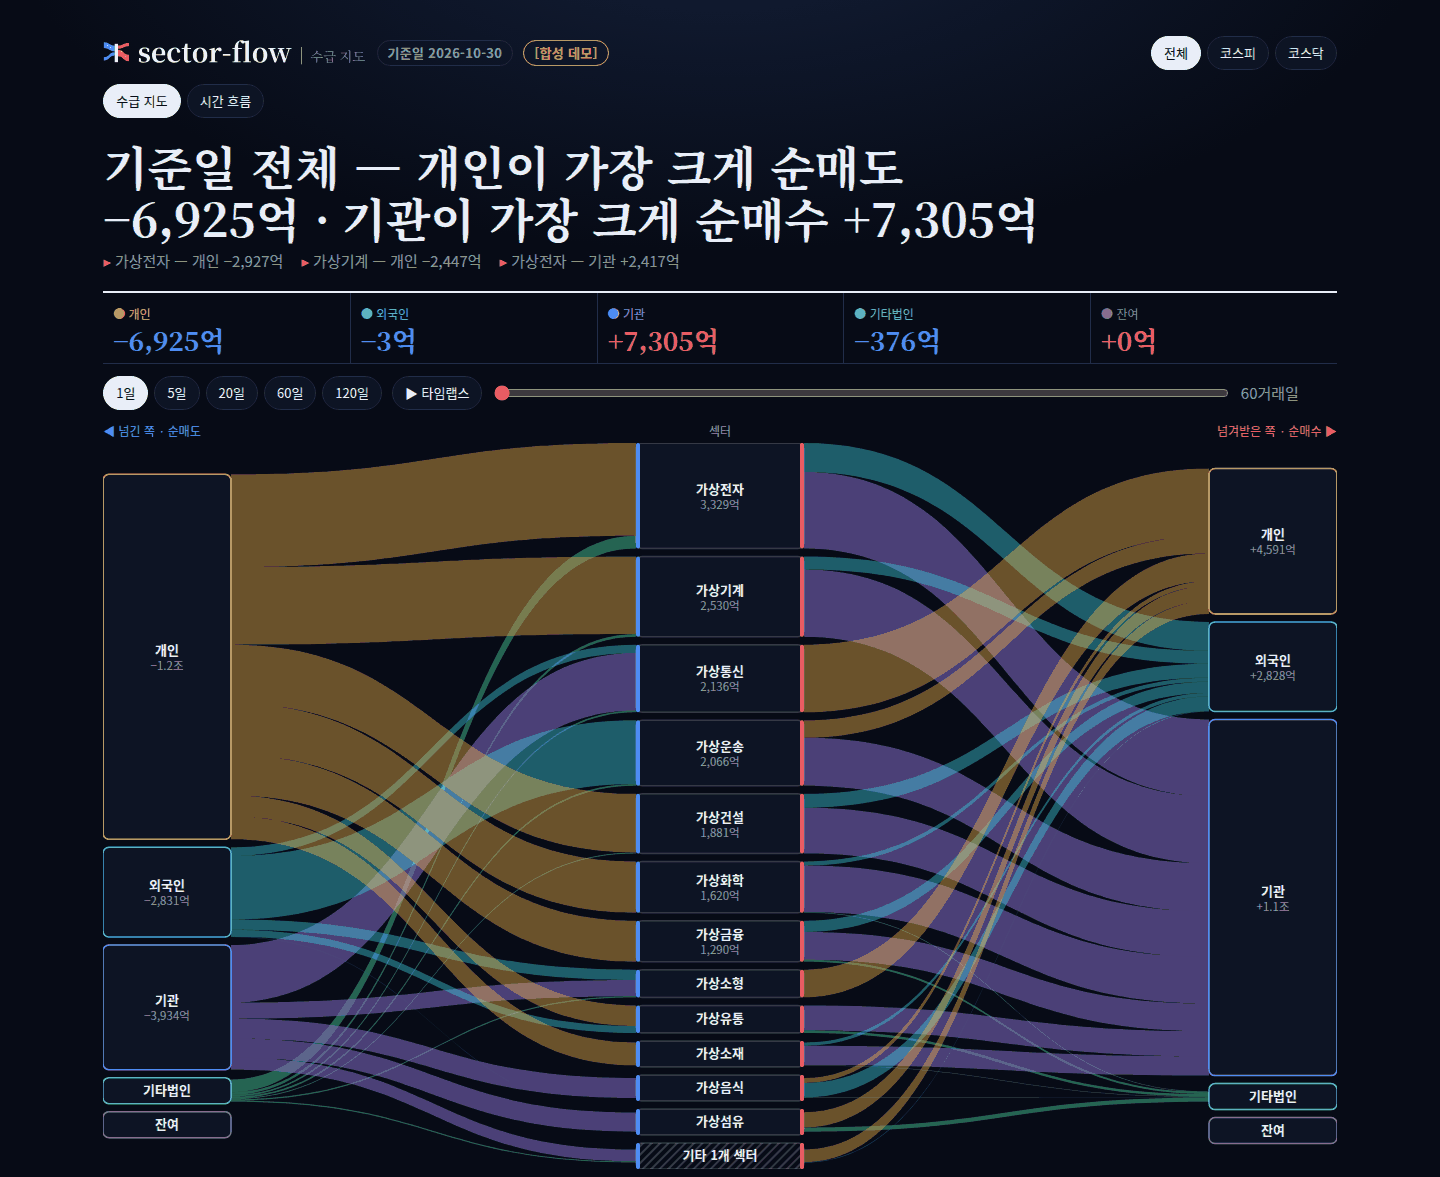 sector-flow | 수급 지도 기준일 2026-10-30 [합성 데모] 전체 코스피 코스닥
수급 지도 시간 흐름
기준일 전체 — 개인이 가장 크게 순매도
−6,925억 · 기관이 가장 크게 순매수 +7,305억
▸ 가상전자 — 개인 −2,927억 ▸ 가상기계 — 개인 −2,447억 ▸ 가상전자 — 기관 +2,417억
개인 외국인 기관 기타법인 잔여
−6,925억 −3억 +7,305억 −376억 +0억
1일 5일 20일 60일 120일 ▶ 타임랩스 60거래일
◀ 넘긴 쪽 · 순매도 섹터 넘겨받은 쪽 · 순매수 ▶
개인
−1.2조
외국인
−2,831억
기관
−3,934억
기타법인
잔여
가상전자
3,329억
가상기계
2,530억
가상통신
2,136억
가상운송
2,066억
가상건설
1,881억
가상화학
1,620억
가상금융
1,290억
가상소형
가상유통
가상소재
가상음식
가상섬유
기타 1개 섹터
개인
+4,591억
외국인
+2,828억
기관
+1.1조
기타법인
잔여